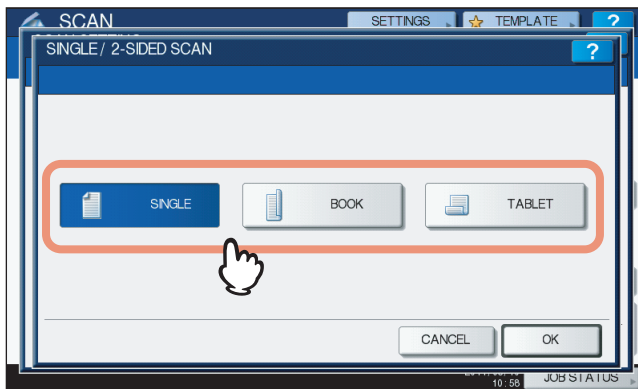 SCAN
SETTINGS
TEMPLATE
?
SINGLE / 2-SIDED SCAN
?
SINGLE
BOOK
TABLET
CANCEL
OK
10:58
JOB STATUS